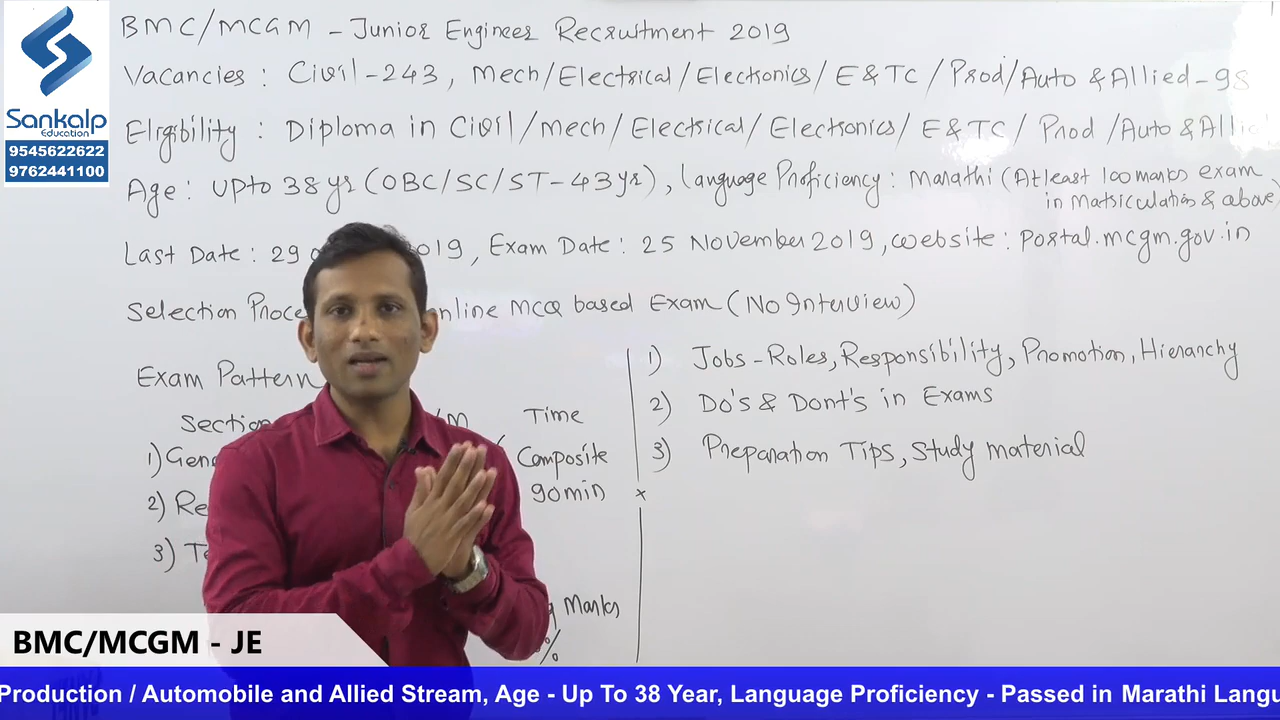 BMC/MCGM - Junior Engineer Recruitment 2019
Vacancies : Civil-243, Mech/Electrical/Electronics/E&TC/Prod/Auto &Allied-98
Eligibility : Diploma in Civil/Mech/Electrical/Electronics/E&TC/Prod/Auto &Allie
Age: Upto 38yr (OBC/SC/ST-43yr), Language Proficiency: Marathi (Atleast 100marks exam
in Matriculation & above)
Last Date : 29 019, Exam Date : 25 November 2019, website : portal.mcgm.gov.in
Selection Proce online MCQ based Exam (No Interview)
Exam Pattern
Section Time
1) Gen Composite
2) Re 90min
3) Te
Marks
%
1) Jobs-Roles, Responsibility, Promotion, Hierarchy
2) Do's & Dont's in Exams
3) Preparation Tips, Study material
Sankalp
Education
9545622622
9762441100
BMC/MCGM - JE
Production / Automobile and Allied Stream, Age - Up To 38 Year, Language Proficiency - Passed in Marathi Langu